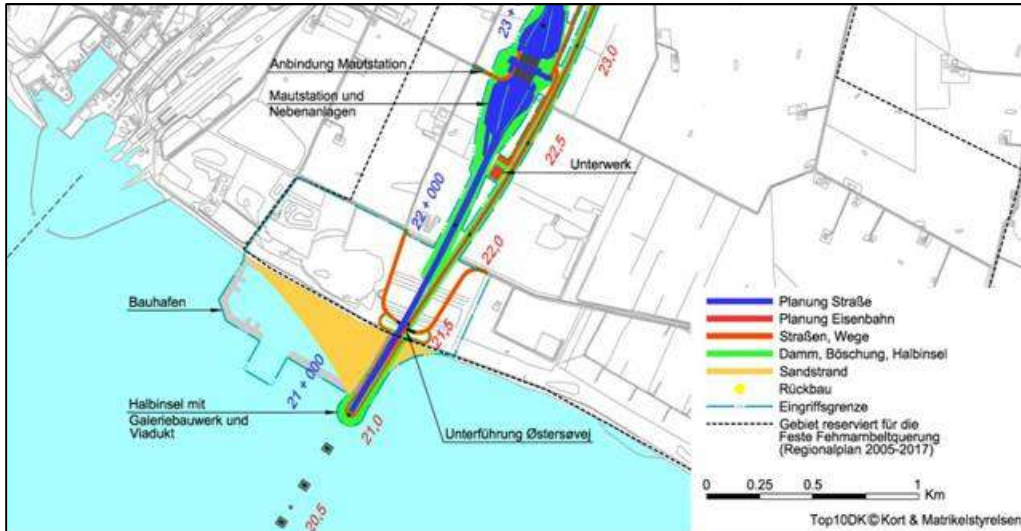 23 +
23,0
Anbindung Mautstation
Mautstation und
Nebenanlagen
22,5
Unterwerk
22 + 000
22,0
Bauhafen
21,5
21 + 000
Halbinsel mit
Galeriebauwerk und
Viadukt
21,0
Unterführung Østersøvej
20,5
Planung Straße
Planung Eisenbahn
Straßen, Wege
Damm, Böschung, Halbinsel
Sandstrand
Rückbau
Eingriffsgrenze
Gebiet reserviert für die
Feste Fehmarnbeltquerung
(Regionalplan 2005-2017)
0 0.25 0.5 0.75 1
Km
Top10DK © Kort & Matrikelstyrelsen